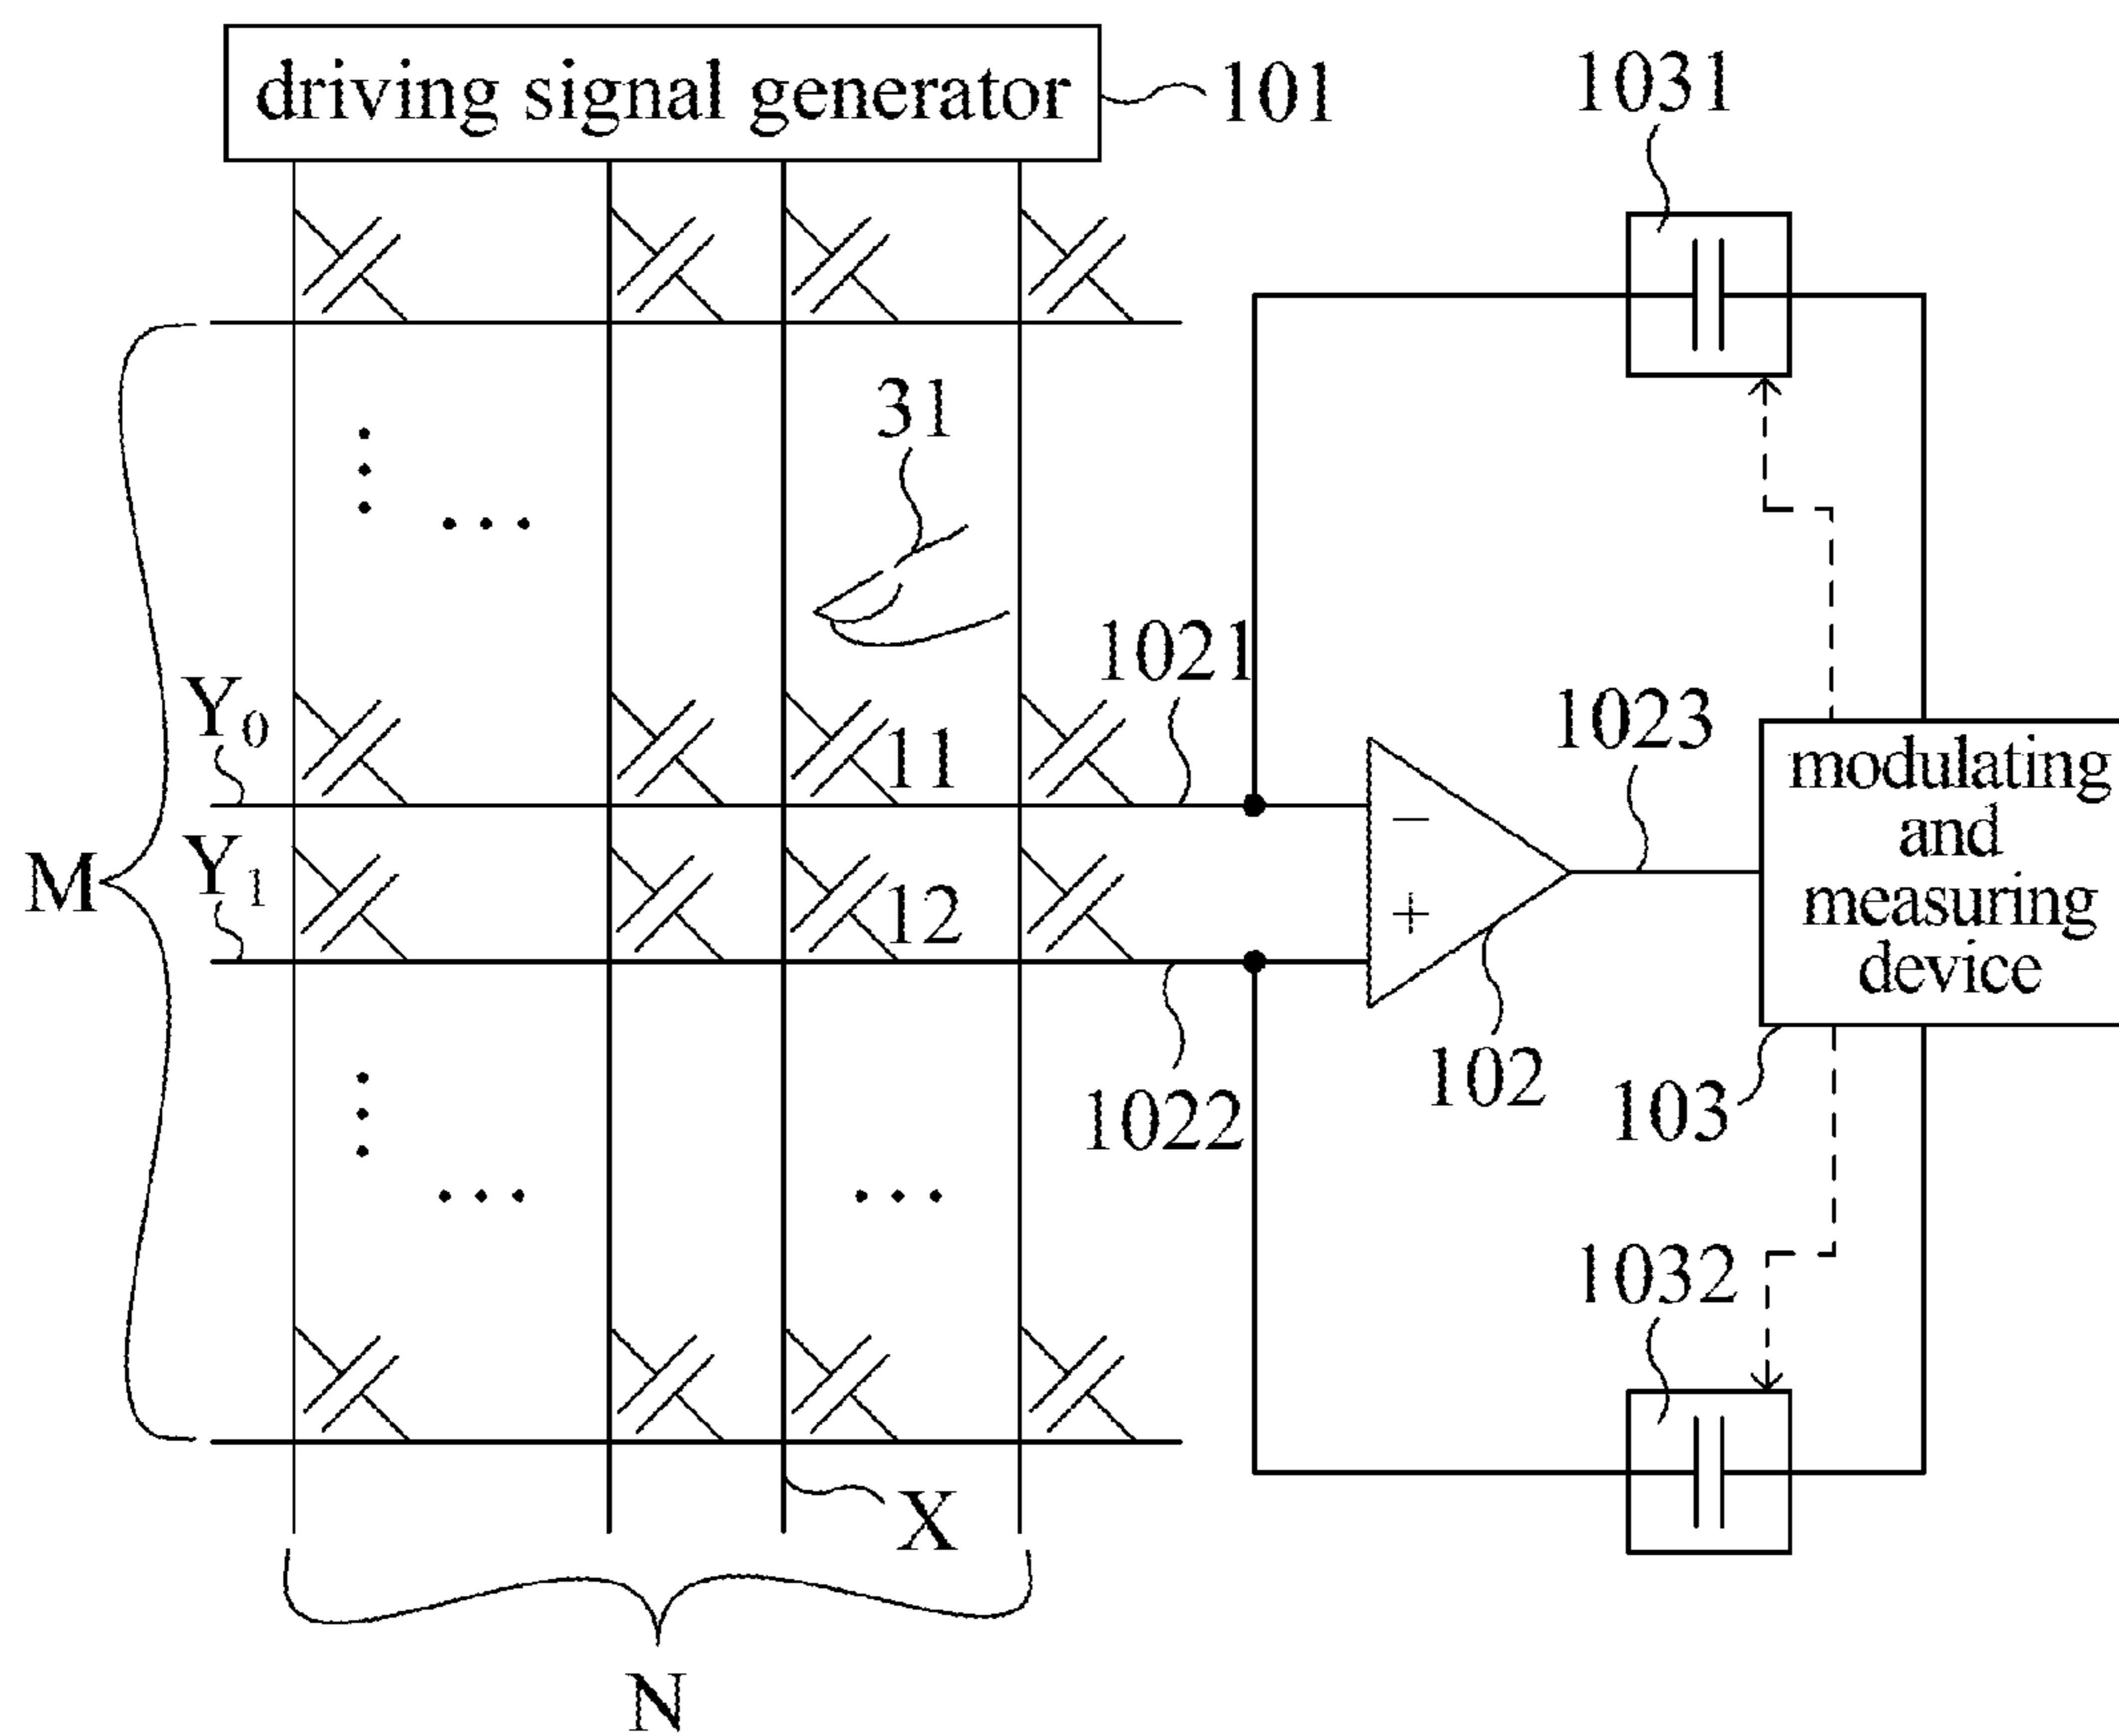 driving signal generator
101
1031
31
1021
Y0
11
1023
modulating
and
measuring
device
M
Y1
12
−
+
102
103
1022
1032
X
N